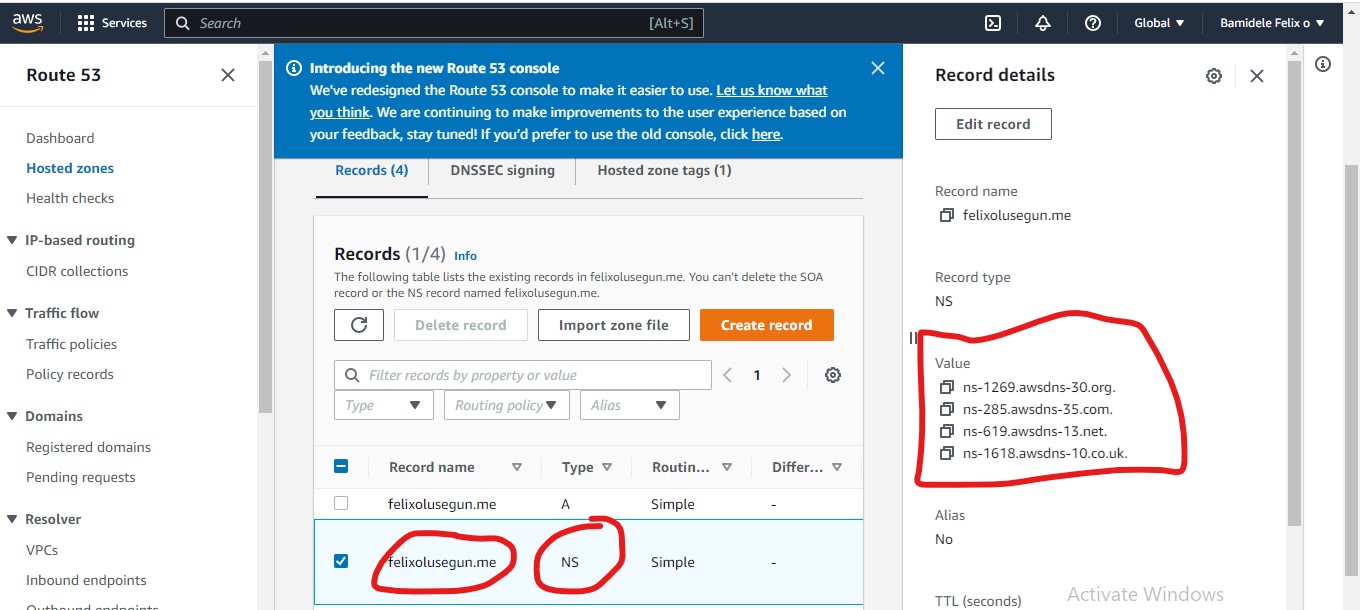 aws
Services
Search
[Alt+S]
Global
Bamidele Felix o
Route 53
Dashboard
Hosted zones
Health checks
IP-based routing
CIDR collections
Traffic flow
Traffic policies
Policy records
Domains
Registered domains
Pending requests
Resolver
VPCs
Inbound endpoints
Outbound endpoints
Introducing the new Route 53 console
We've redesigned the Route 53 console to make it easier to use. Let us know what
you think. We are continuing to make improvements to the user experience based on
your feedback, stay tuned! If you'd prefer to use the old console, click here.
Records (4)
DNSSEC signing
Hosted zone tags (1)
Records (1/4) Info
The following table lists the existing records in felixolusegun.me. You can't delete the SOA
record or the NS record named felixolusegun.me.
Delete record
Import zone file
Create record
Filter records by property or value
1
Type
Routing policy
Alias
Record name Type Routin... Differ...
felixolusegun.me A Simple -
felixolusegun.me NS Simple -
Record details
Edit record
Record name
felixolusegun.me
Record type
NS
Value
ns-1269.awsdns-30.org.
ns-285.awsdns-35.com.
ns-619.awsdns-13.net.
ns-1618.awsdns-10.co.uk.
Alias
No
TTL (seconds)
Activate Windows